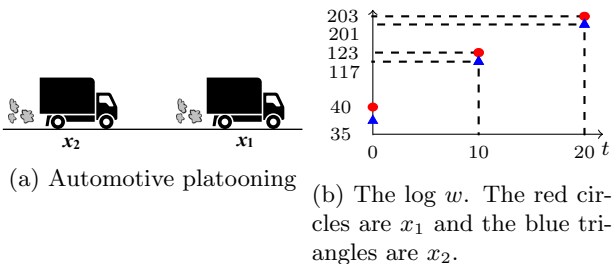 x₂
x₁
(a) Automotive platooning
203
201
123
117
40
35
0
10
20
t
(b) The log w. The red cir-
cles are x₁ and the blue tri-
angles are x₂.